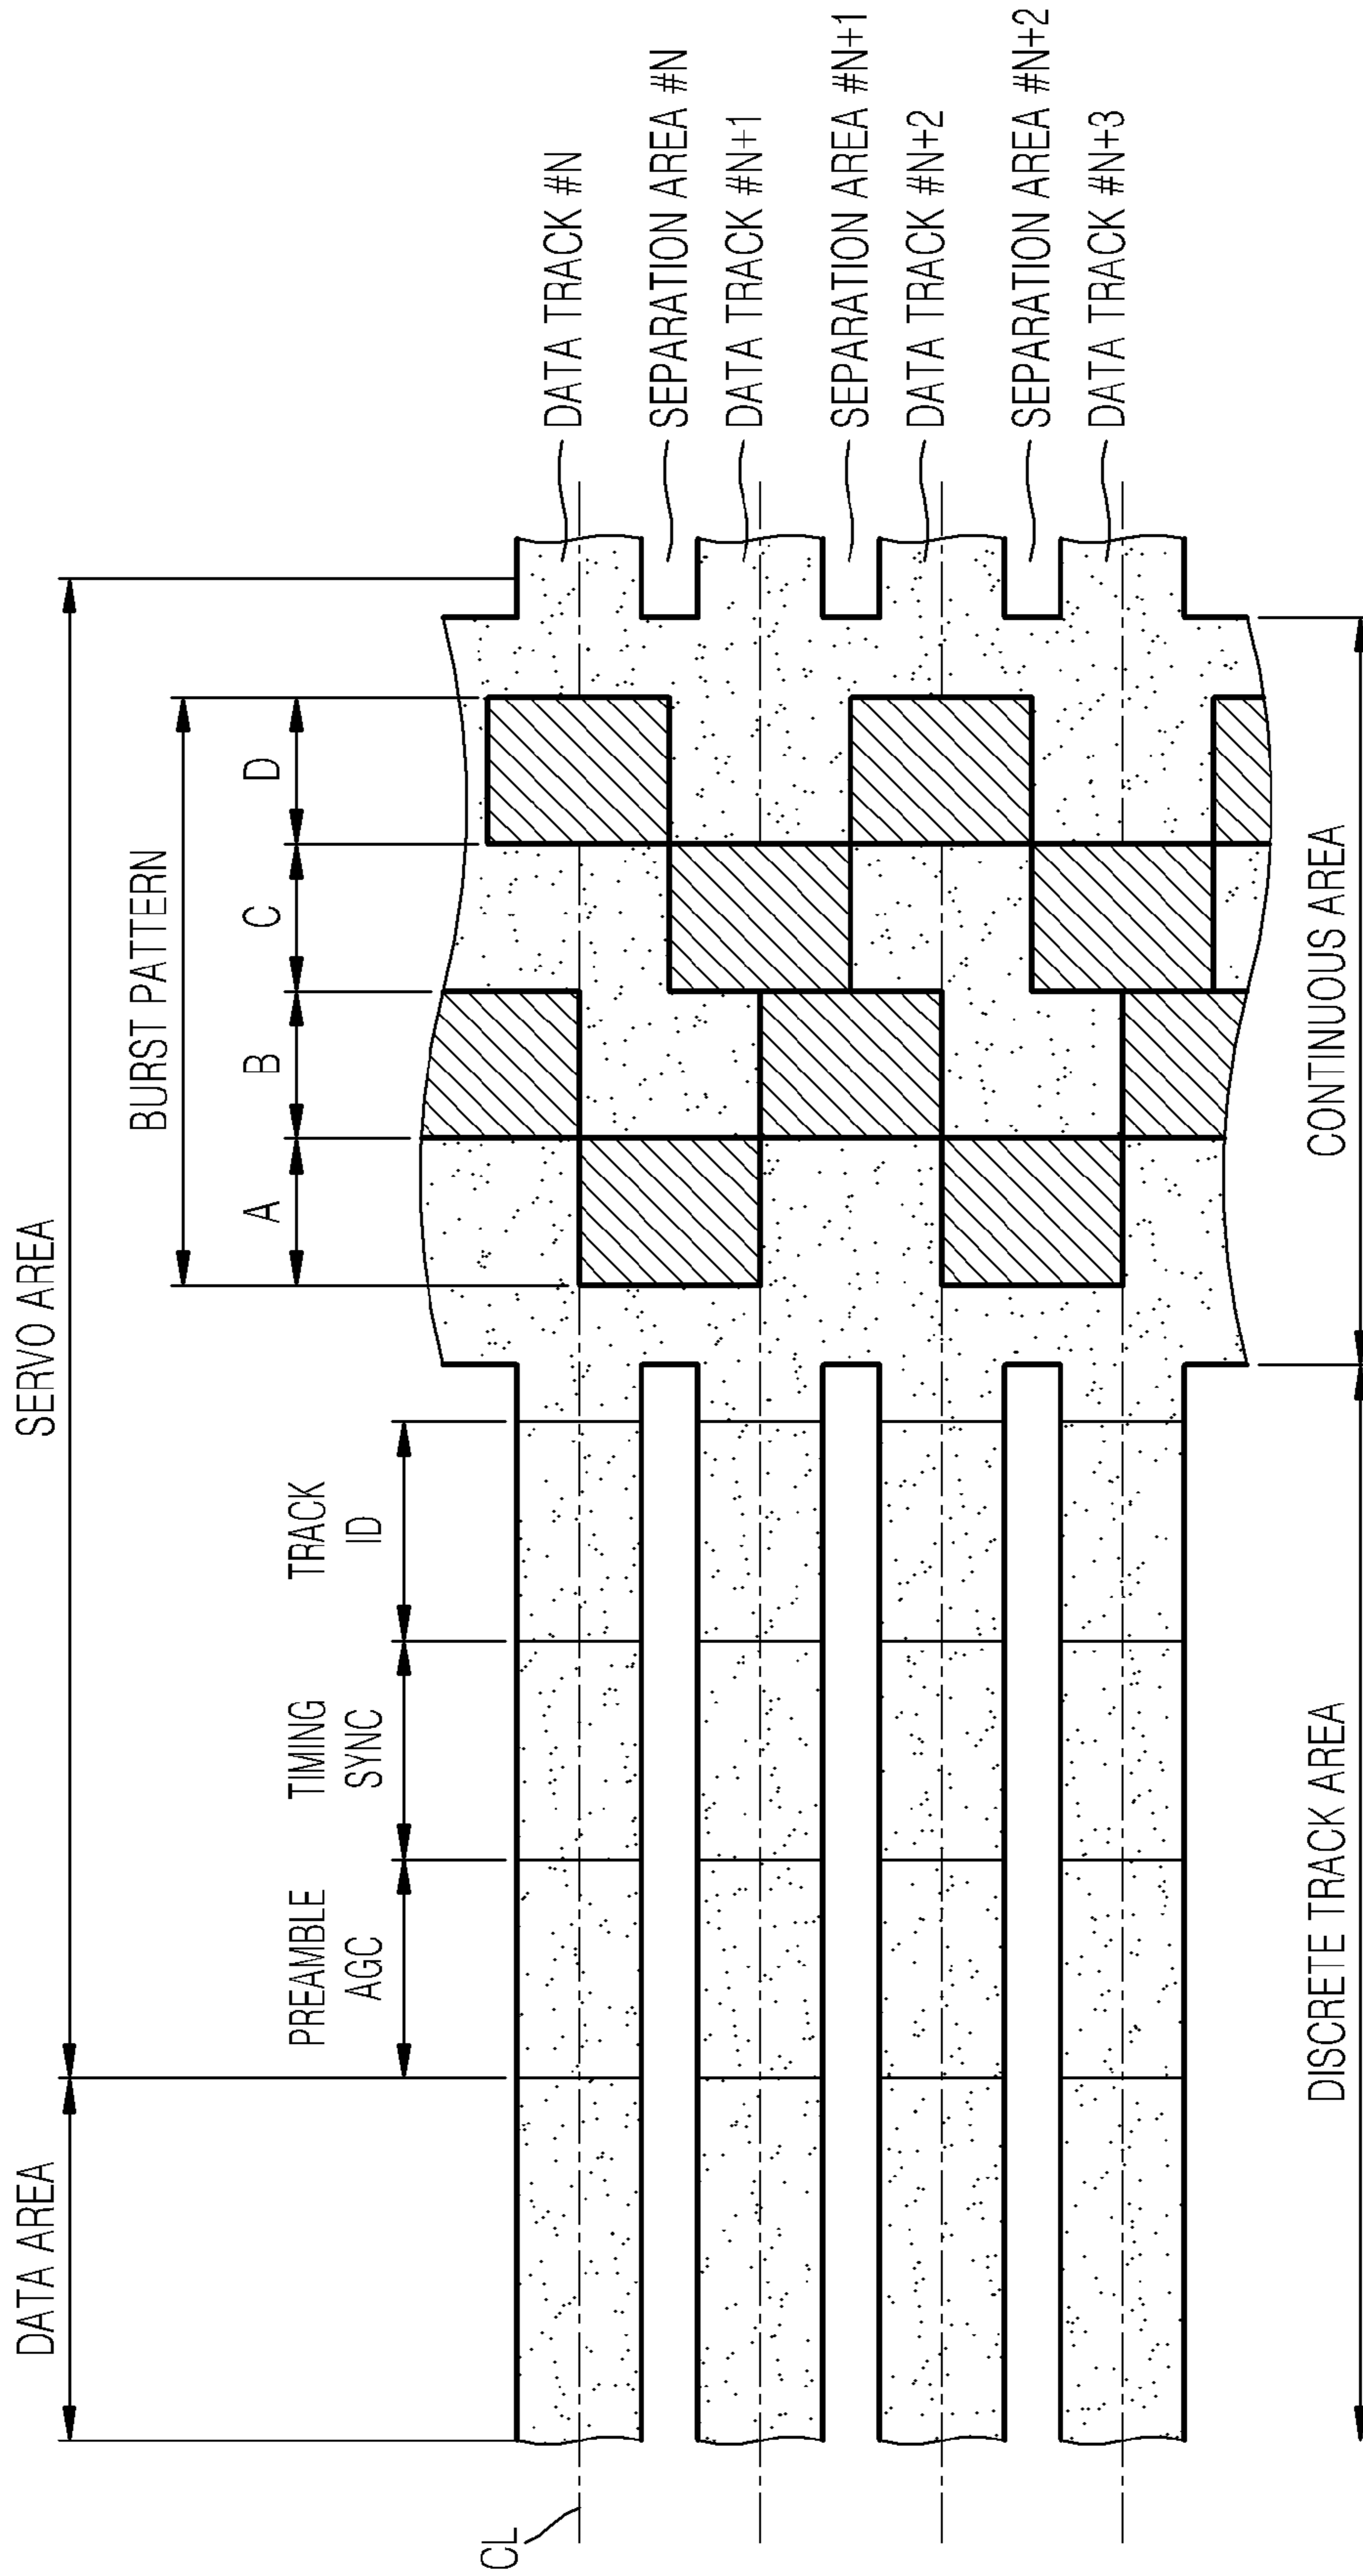 DATA AREA
SERVO AREA
BURST PATTERN
PREAMBLE
AGC
TIMING
SYNC
TRACK
ID
A
B
C
D
CL
DATA TRACK #N
SEPARATION AREA #N
DATA TRACK #N+1
SEPARATION AREA #N+1
DATA TRACK #N+2
SEPARATION AREA #N+2
DATA TRACK #N+3
DISCRETE TRACK AREA
CONTINUOUS AREA